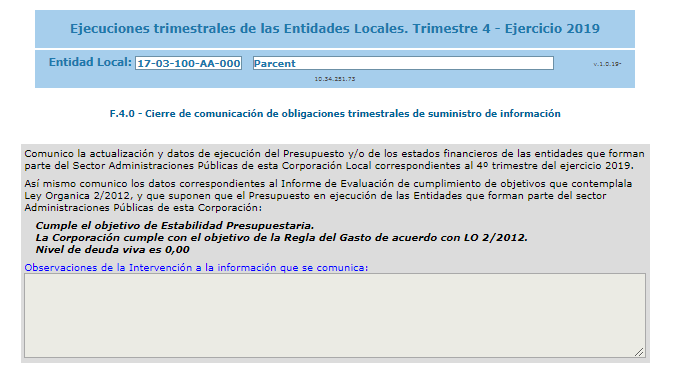 Ejecuciones trimestrales de las Entidades Locales. Trimestre 4 - Ejercicio 2019
Entidad Local: 17-03-100-AA-000 Parcent v.1.0.19-
10.34.251.73
F.4.0 - Cierre de comunicación de obligaciones trimestrales de suministro de información
Comunico la actualización y datos de ejecución del Presupuesto y/o de los estados financieros de las entidades que forman
parte del Sector Administraciones Públicas de esta Corporación Local correspondientes al 4º trimestre del ejercicio 2019.
Así mismo comunico los datos correspondientes al Informe de Evaluación de cumplimiento de objetivos que contemplala
Ley Organica 2/2012, y que suponen que el Presupuesto en ejecución de las Entidades que forman parte del sector
Administraciones Públicas de esta Corporación:
Cumple el objetivo de Estabilidad Presupuestaria.
La Corporación cumple con el objetivo de la Regla del Gasto de acuerdo con LO 2/2012.
Nivel de deuda viva es 0,00
Observaciones de la Intervención a la información que se comunica: